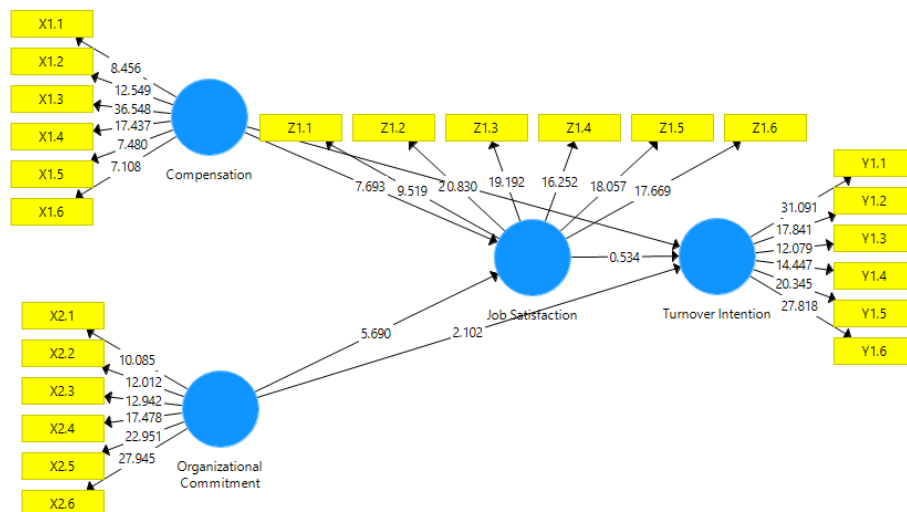 X1.1
X1.2
X1.3
X1.4
X1.5
X1.6
8.456
12.549
36.548
17.437
7.480
7.108
Compensation
Z1.1
Z1.2
Z1.3
Z1.4
Z1.5
Z1.6
7.693
9.519
20.830
19.192
16.252
18.057
17.669
Job Satisfaction
0.534
Y1.1
Y1.2
Y1.3
Y1.4
Y1.5
Y1.6
31.091
17.841
12.079
14.447
20.345
27.818
Turnover Intention
5.690
2.102
X2.1
X2.2
X2.3
X2.4
X2.5
X2.6
10.085
12.012
12.942
17.478
22.951
27.945
Organizational
Commitment